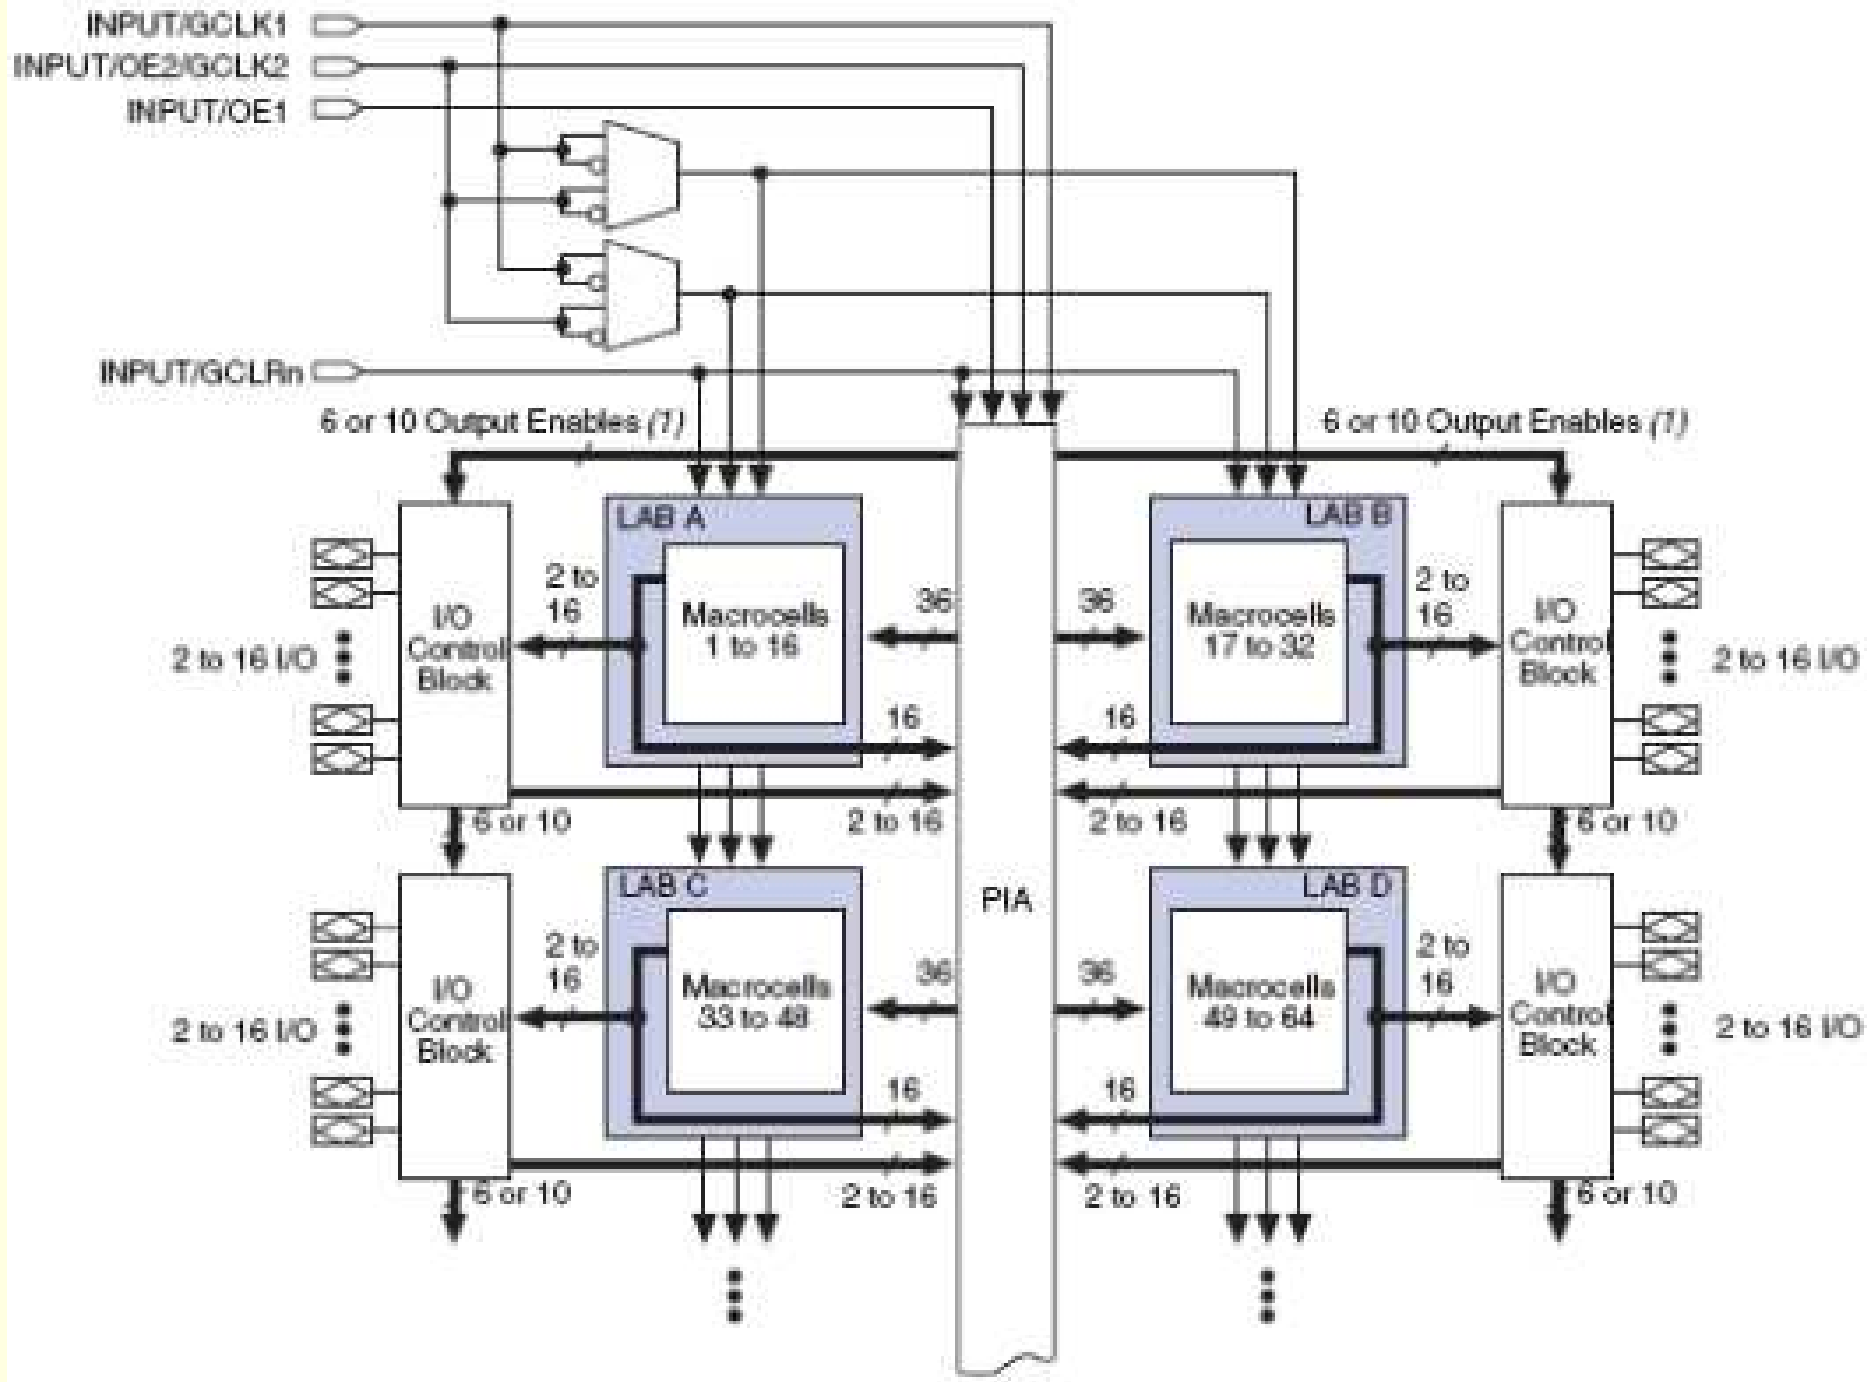 INPUT/GCLK1
INPUT/OE2/GCLK2
INPUT/OE1
INPUT/GCLRn
6 or 10 Output Enables (1)
6 or 10 Output Enables (1)
LAB A
LAB B
2 to
16
I/O
Control
Block
2 to 16 I/O
Macrocells
1 to 16
36
36
Macrocells
17 to 32
2 to
16
I/O
Control
Block
2 to 16 I/O
16
16
6 or 10
2 to 16
2 to 16
6 or 10
LAB C
PIA
LAB D
2 to
16
I/O
Control
Block
2 to 16 I/O
Macrocells
33 to 48
36
36
Macrocells
49 to 64
2 to
16
I/O
Control
Block
2 to 16 I/O
16
16
6 or 10
2 to 16
2 to 16
6 or 10